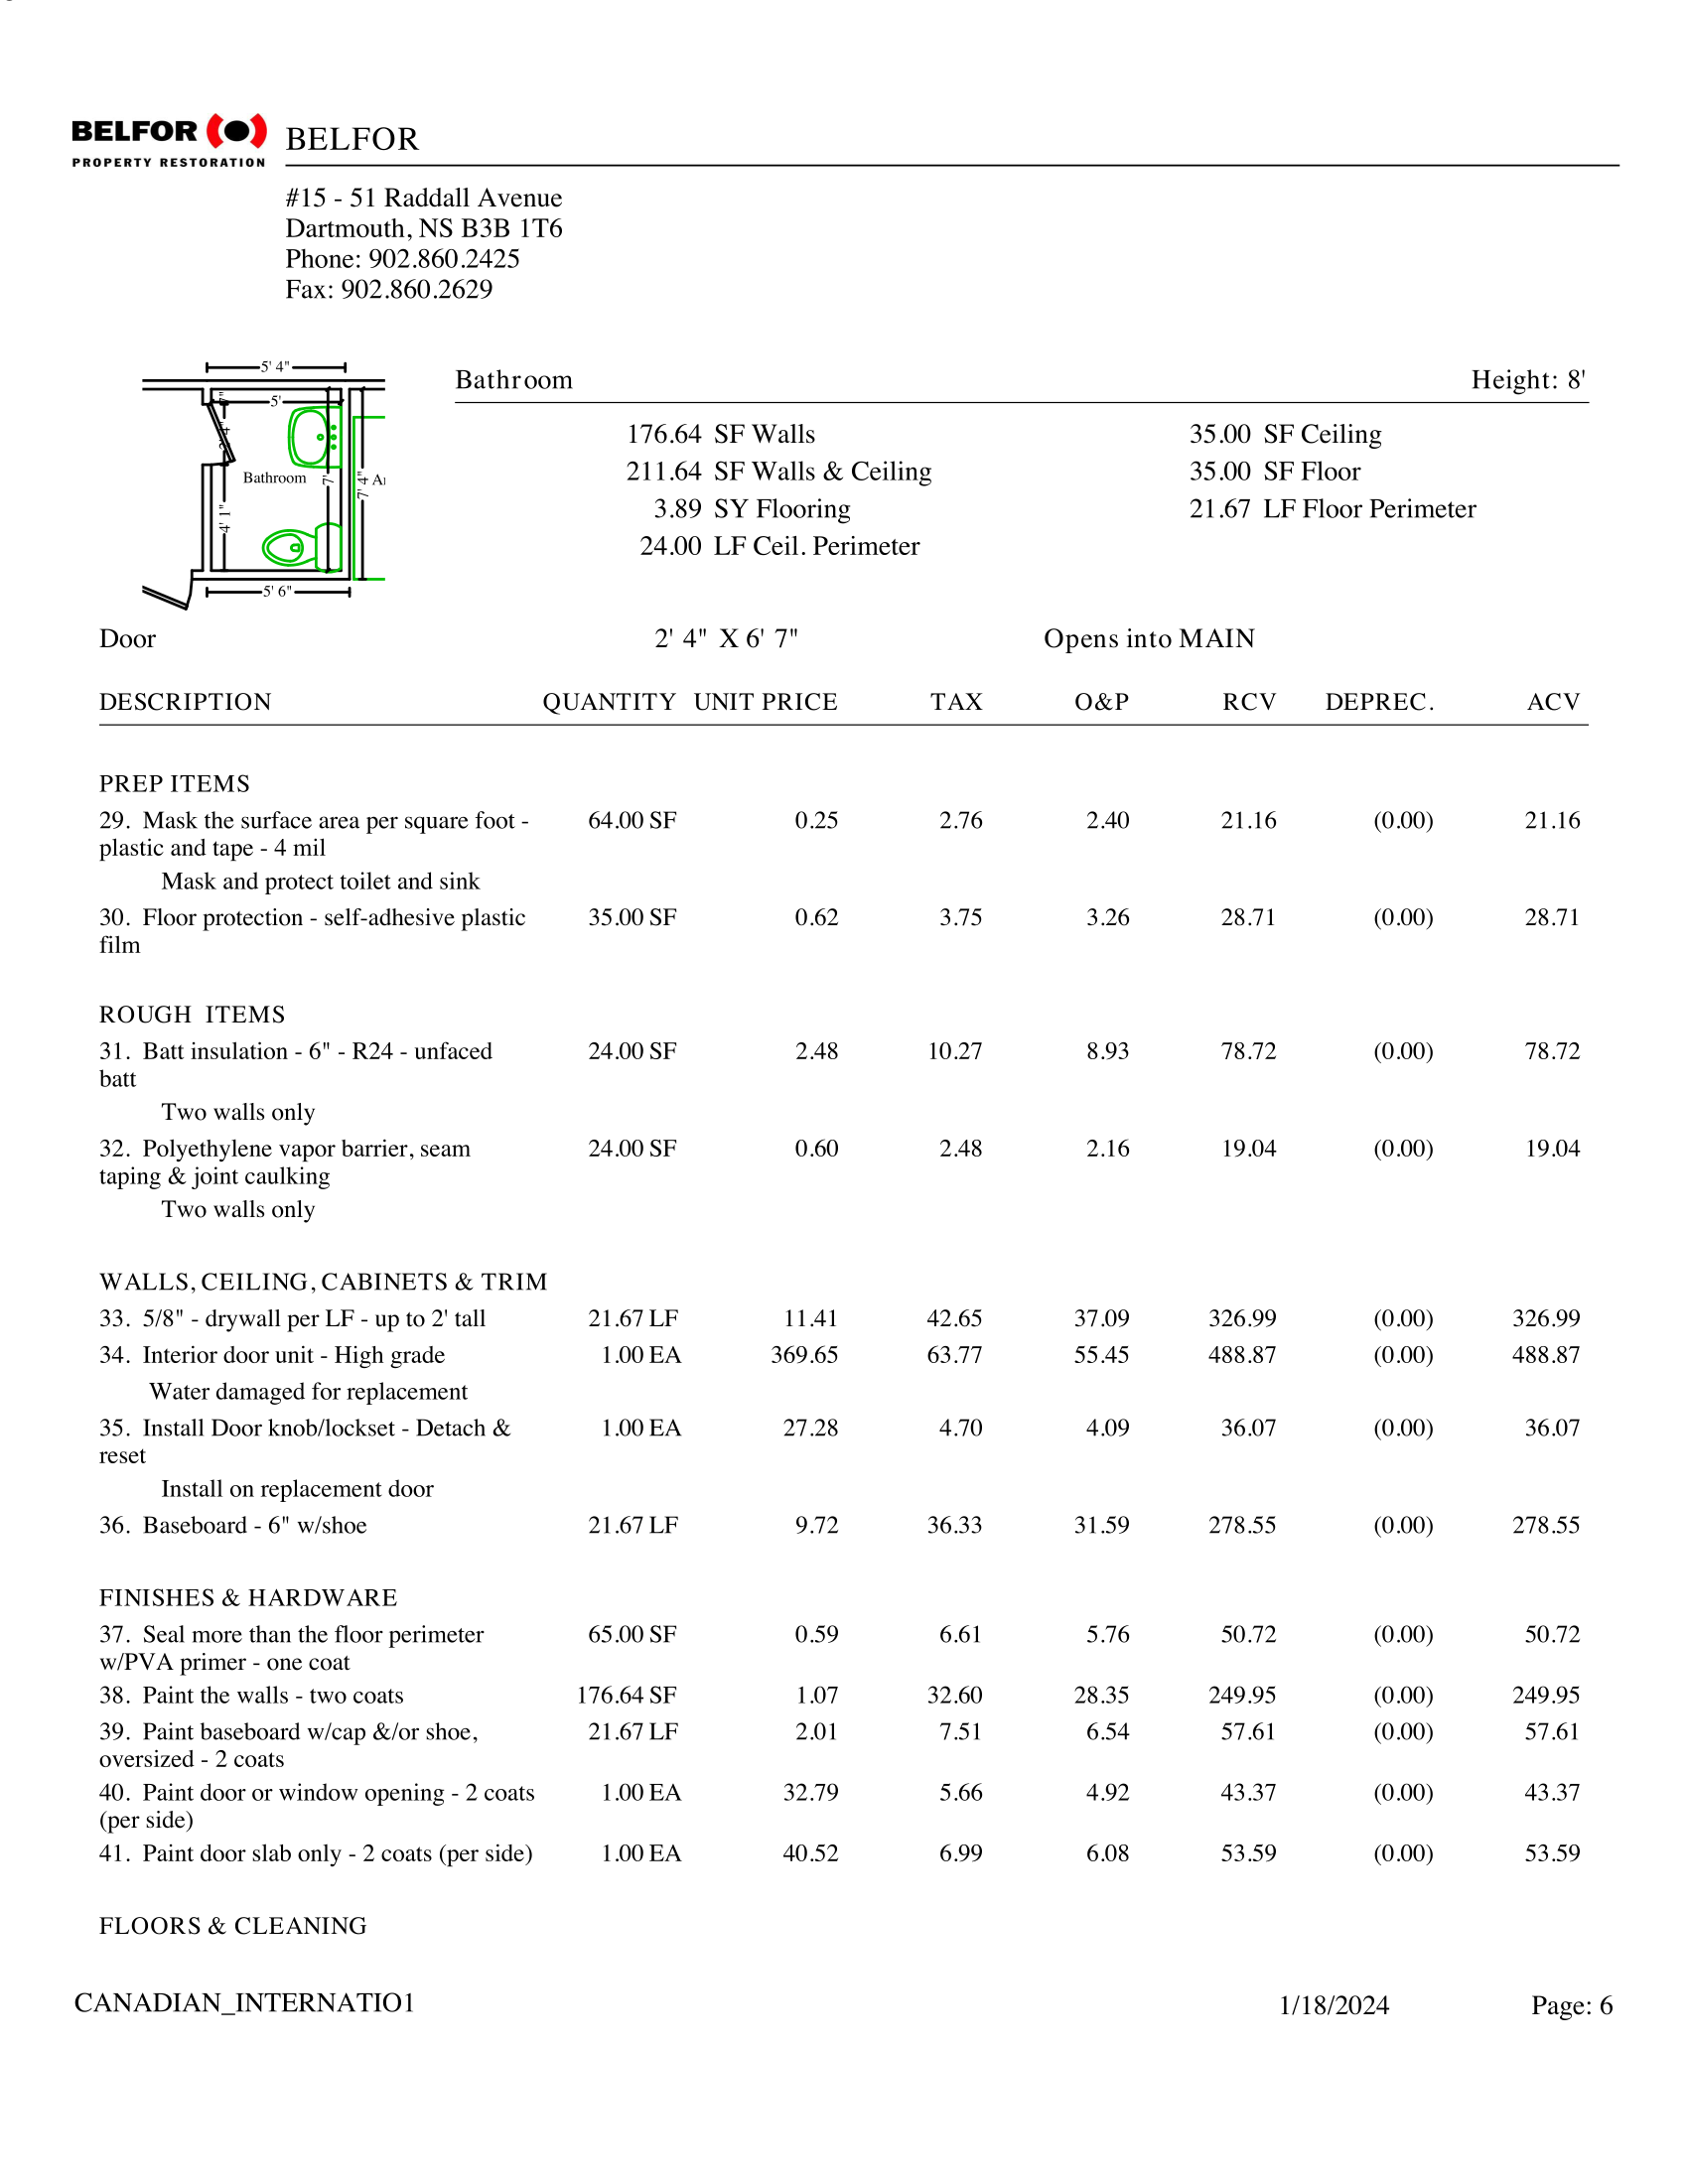 BELFOR
PROPERTY RESTORATION
BELFOR
#15 - 51 Raddall Avenue
Dartmouth, NS B3B 1T6
Phone: 902.860.2425
Fax: 902.860.2629
5' 4"
5'
Bathroom
7'
7' 4"
4' 1"
5' 6"
Bathroom Height: 8'
176.64 SF Walls 35.00 SF Ceiling
211.64 SF Walls & Ceiling 35.00 SF Floor
3.89 SY Flooring 21.67 LF Floor Perimeter
24.00 LF Ceil. Perimeter
Door 2' 4" X 6' 7" Opens into MAIN
DESCRIPTION QUANTITY UNIT PRICE TAX O&P RCV DEPREC. ACV
PREP ITEMS
29. Mask the surface area per square foot - 64.00 SF 0.25 2.76 2.40 21.16 (0.00) 21.16
plastic and tape - 4 mil
Mask and protect toilet and sink
30. Floor protection - self-adhesive plastic 35.00 SF 0.62 3.75 3.26 28.71 (0.00) 28.71
film
ROUGH ITEMS
31. Batt insulation - 6" - R24 - unfaced 24.00 SF 2.48 10.27 8.93 78.72 (0.00) 78.72
batt
Two walls only
32. Polyethylene vapor barrier, seam 24.00 SF 0.60 2.48 2.16 19.04 (0.00) 19.04
taping & joint caulking
Two walls only
WALLS, CEILING, CABINETS & TRIM
33. 5/8" - drywall per LF - up to 2' tall 21.67 LF 11.41 42.65 37.09 326.99 (0.00) 326.99
34. Interior door unit - High grade 1.00 EA 369.65 63.77 55.45 488.87 (0.00) 488.87
Water damaged for replacement
35. Install Door knob/lockset - Detach & 1.00 EA 27.28 4.70 4.09 36.07 (0.00) 36.07
reset
Install on replacement door
36. Baseboard - 6" w/shoe 21.67 LF 9.72 36.33 31.59 278.55 (0.00) 278.55
FINISHES & HARDWARE
37. Seal more than the floor perimeter 65.00 SF 0.59 6.61 5.76 50.72 (0.00) 50.72
w/PVA primer - one coat
38. Paint the walls - two coats 176.64 SF 1.07 32.60 28.35 249.95 (0.00) 249.95
39. Paint baseboard w/cap &/or shoe, 21.67 LF 2.01 7.51 6.54 57.61 (0.00) 57.61
oversized - 2 coats
40. Paint door or window opening - 2 coats 1.00 EA 32.79 5.66 4.92 43.37 (0.00) 43.37
(per side)
41. Paint door slab only - 2 coats (per side) 1.00 EA 40.52 6.99 6.08 53.59 (0.00) 53.59
FLOORS & CLEANING
CANADIAN_INTERNATIO1 1/18/2024 Page: 6